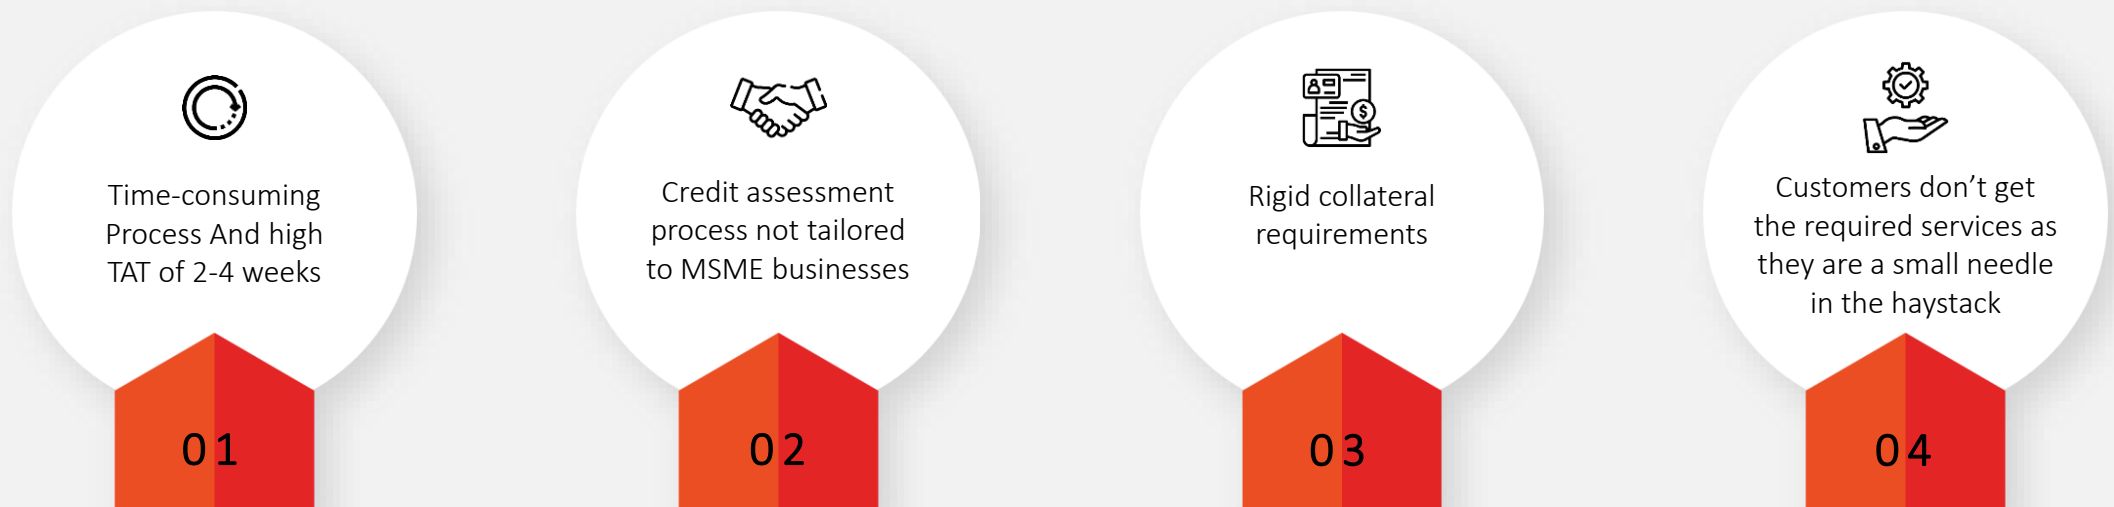 Time-consuming
Process And high
TAT of 2-4 weeks
01
Credit assessment
process not tailored
to MSME businesses
02
Rigid collateral
requirements
03
Customers don’t get
the required services as
they are a small needle
in the haystack
04